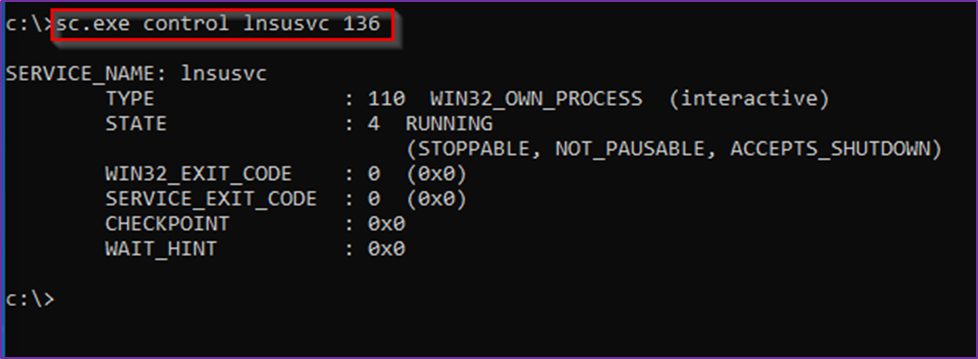 c:\>sc.exe control lnsusvc 136
SERVICE_NAME: lnsusvc
TYPE : 110 WIN32_OWN_PROCESS (interactive)
STATE : 4 RUNNING
(STOPPABLE, NOT_PAUSABLE, ACCEPTS_SHUTDOWN)
WIN32_EXIT_CODE : 0 (0x0)
SERVICE_EXIT_CODE : 0 (0x0)
CHECKPOINT : 0x0
WAIT_HINT : 0x0
c:\>